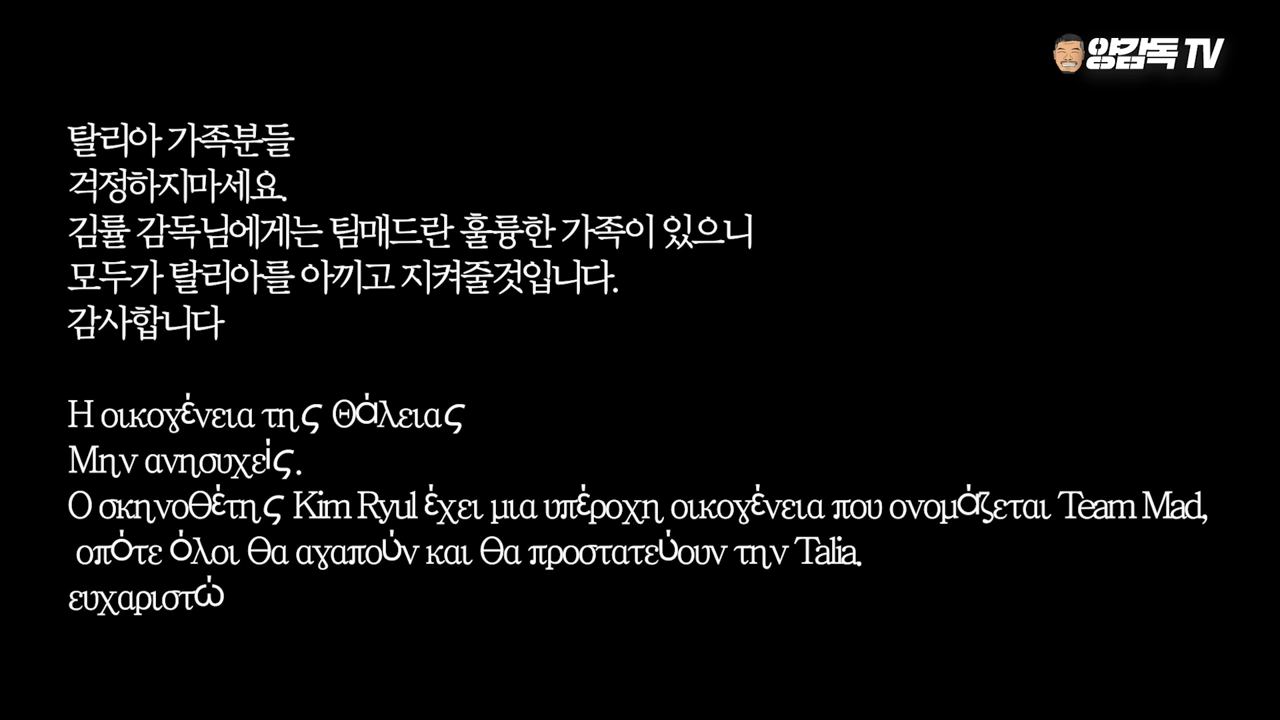 양감독 TV
탈리아 가족분들
걱정하지마세요.
김률 감독님에게는 팀매드란 훌륭한 가족이 있으니
모두가 탈리아를 아끼고 지켜줄것입니다.
감사합니다
Η οικογένεια της Θάλειας
Μην ανησυχείς.
Ο σκηνοθέτης Kim Ryul έχει μια υπέροχη οικογένεια που ονομάζεται Team Mad,
οπότε όλοι θα αγαπούν και θα προστατεύουν την Talia.
ευχαριστώ